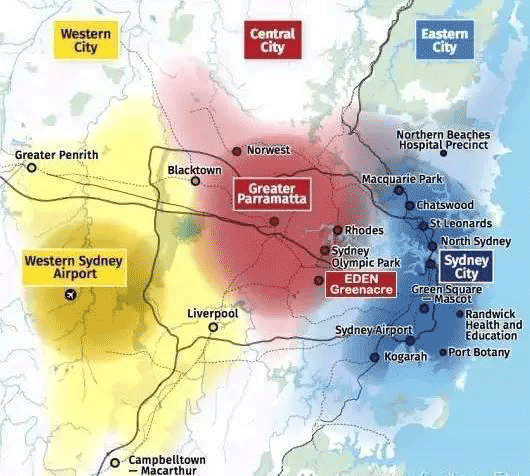 Western
City
Central
City
Eastern
City
Northern Beaches
Hospital Precinct
Greater Penrith
Norwest
Blacktown
Macquarie Park
Greater
Parramatta
Chatswood
St Leonards
Rhodes
North Sydney
Sydney
Olympic Park
Western Sydney
Airport
Sydney
City
EDEN
Greenacre
Green Square
— Mascot
Liverpool
Randwick
Health and
Education
Sydney Airport
Kogarah
Port Botany
Campbelltown
— Macarthur